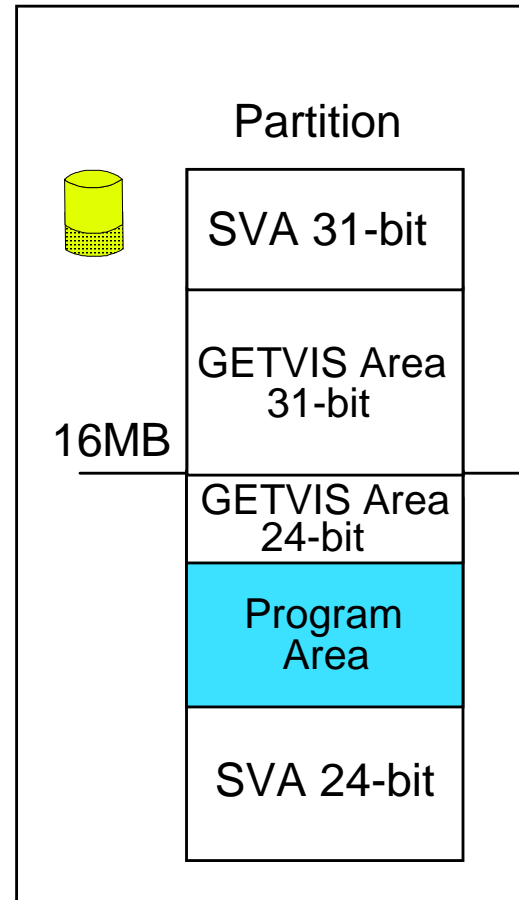 Partition
SVA 31-bit
GETVIS Area
31-bit
16MB
GETVIS Area
24-bit
Program
Area
SVA 24-bit